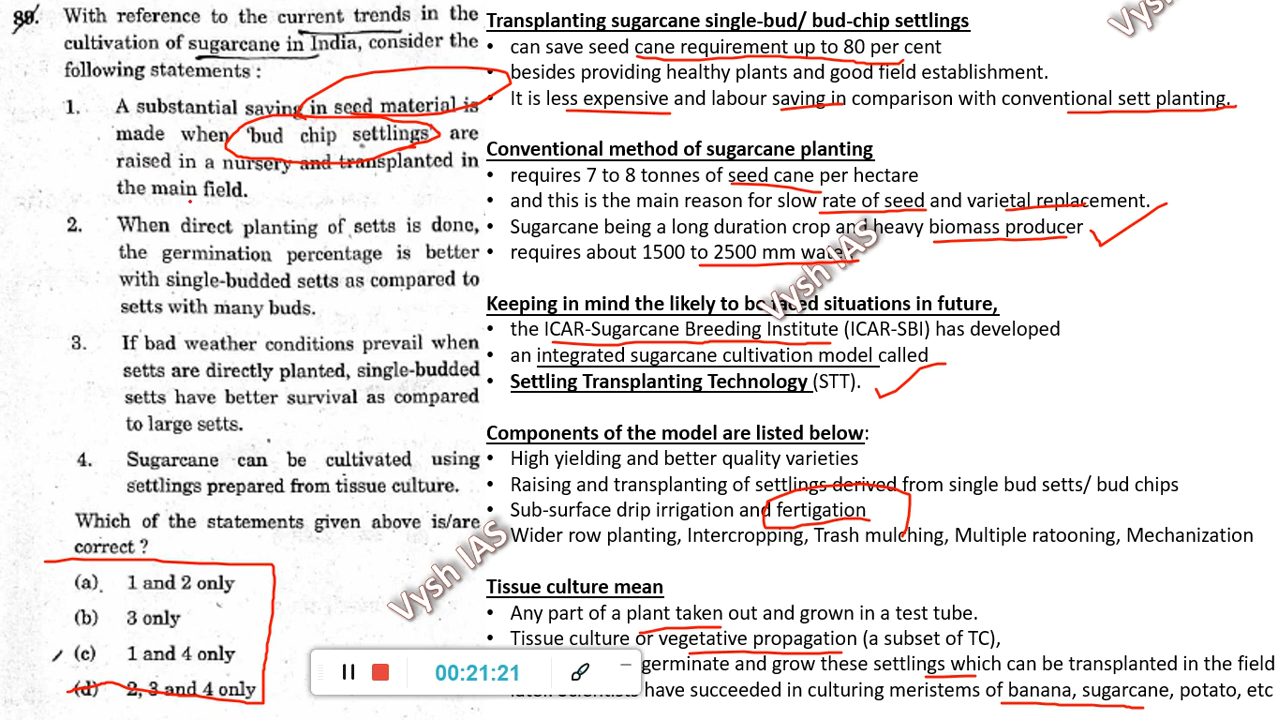 89.
With reference to the current trends in the
cultivation of sugarcane in India, consider the
following statements :
1. A substantial saving in seed material is
made when 'bud chip settlings' are
raised in a nursery and transplanted in
the main field.
2. When direct planting of setts is done,
the germination percentage is better
with single-budded setts as compared to
setts with many buds.
3. If bad weather conditions prevail when
setts are directly planted, single-budded
setts have better survival as compared
to large setts.
4. Sugarcane can be cultivated using
settlings prepared from tissue culture.
Which of the statements given above is/are
correct ?
(a) 1 and 2 only
(b) 3 only
(c) 1 and 4 only
(d) 2, 3 and 4 only
Transplanting sugarcane single-bud/ bud-chip settlings
• can save seed cane requirement up to 80 per cent
• besides providing healthy plants and good field establishment.
• It is less expensive and labour saving in comparison with conventional sett planting.
Conventional method of sugarcane planting
• requires 7 to 8 tonnes of seed cane per hectare
• and this is the main reason for slow rate of seed and varietal replacement.
• Sugarcane being a long duration crop and heavy biomass producer
• requires about 1500 to 2500 mm water.
Keeping in mind the likely to be faced situations in future,
• the ICAR-Sugarcane Breeding Institute (ICAR-SBI) has developed
• an integrated sugarcane cultivation model called
• Settling Transplanting Technology (STT).
Components of the model are listed below:
• High yielding and better quality varieties
• Raising and transplanting of settlings derived from single bud setts/ bud chips
• Sub-surface drip irrigation and fertigation
Wider row planting, Intercropping, Trash mulching, Multiple ratooning, Mechanization
Tissue culture mean
• Any part of a plant taken out and grown in a test tube.
• Tissue culture or vegetative propagation (a subset of TC),
germinate and grow these settlings which can be transplanted in the field
have succeeded in culturing meristems of banana, sugarcane, potato, etc
Vysh IAS
Vysh IAS
Vysh
00:21:21